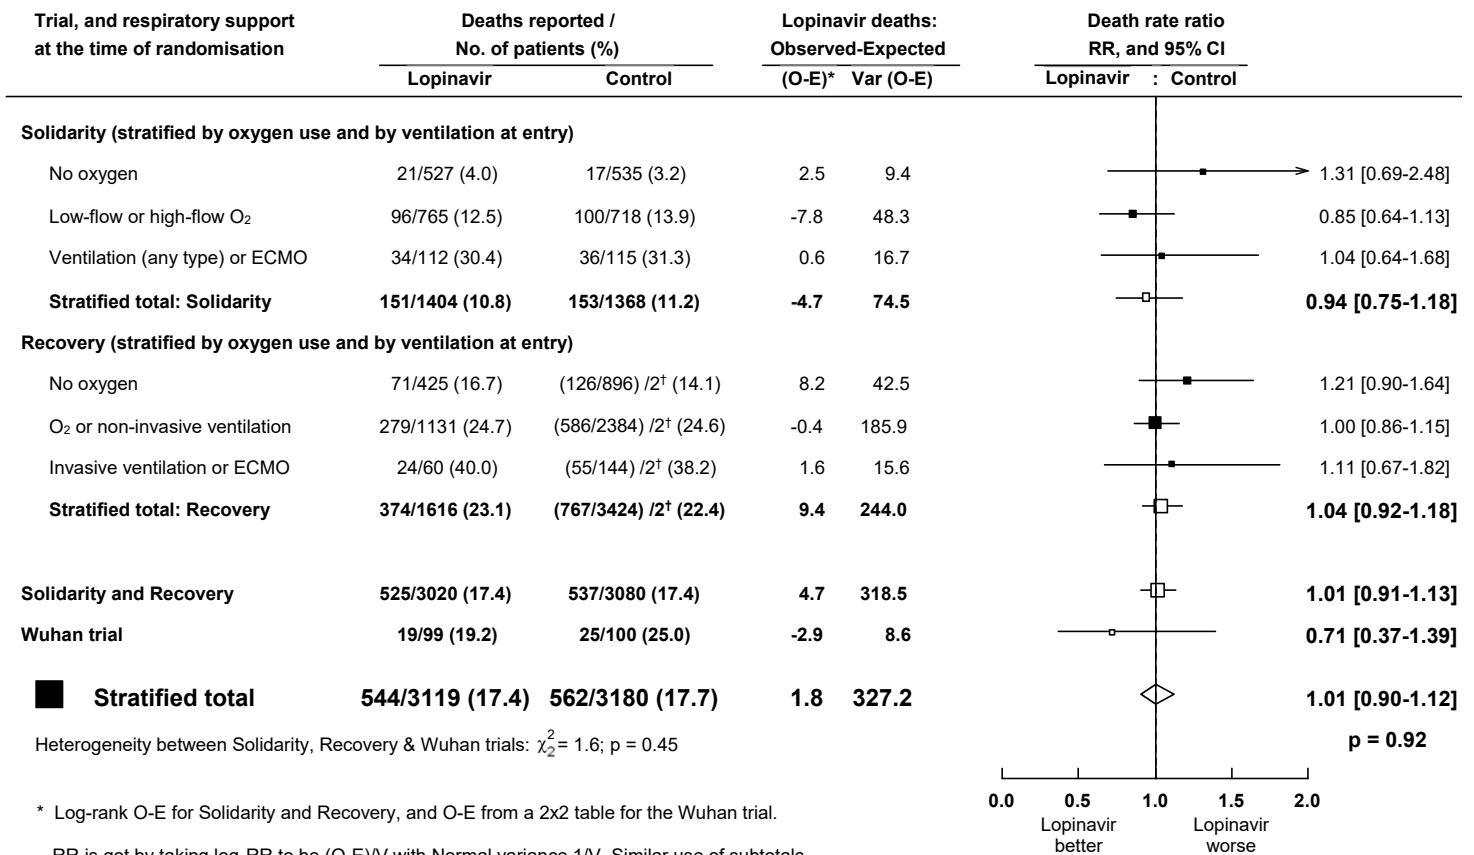 Trial, and respiratory support Deaths reported / Lopinavir deaths: Death rate ratio
at the time of randomisation No. of patients (%) Observed-Expected RR, and 95% CI
Lopinavir Control (O-E)* Var (O-E) Lopinavir : Control
Solidarity (stratified by oxygen use and by ventilation at entry)
No oxygen 21/527 (4.0) 17/535 (3.2) 2.5 9.4 1.31 [0.69-2.48]
Low-flow or high-flow O₂ 96/765 (12.5) 100/718 (13.9) -7.8 48.3 0.85 [0.64-1.13]
Ventilation (any type) or ECMO 34/112 (30.4) 36/115 (31.3) 0.6 16.7 1.04 [0.64-1.68]
Stratified total: Solidarity 151/1404 (10.8) 153/1368 (11.2) -4.7 74.5 0.94 [0.75-1.18]
Recovery (stratified by oxygen use and by ventilation at entry)
No oxygen 71/425 (16.7) (126/896) /2† (14.1) 8.2 42.5 1.21 [0.90-1.64]
O₂ or non-invasive ventilation 279/1131 (24.7) (586/2384) /2† (24.6) -0.4 185.9 1.00 [0.86-1.15]
Invasive ventilation or ECMO 24/60 (40.0) (55/144) /2† (38.2) 1.6 15.6 1.11 [0.67-1.82]
Stratified total: Recovery 374/1616 (23.1) (767/3424) /2† (22.4) 9.4 244.0 1.04 [0.92-1.18]
Solidarity and Recovery 525/3020 (17.4) 537/3080 (17.4) 4.7 318.5 1.01 [0.91-1.13]
Wuhan trial 19/99 (19.2) 25/100 (25.0) -2.9 8.6 0.71 [0.37-1.39]
Stratified total 544/3119 (17.4) 562/3180 (17.7) 1.8 327.2 1.01 [0.90-1.12]
Heterogeneity between Solidarity, Recovery & Wuhan trials: χ²₂= 1.6; p = 0.45 p = 0.92
0.0 0.5 1.0 1.5 2.0
* Log-rank O-E for Solidarity and Recovery, and O-E from a 2x2 table for the Wuhan trial.
Lopinavir Lopinavir
better worse
RR is got by taking log RR to be (O-E)/V with Normal variance 1/V. Similar use of subtotals